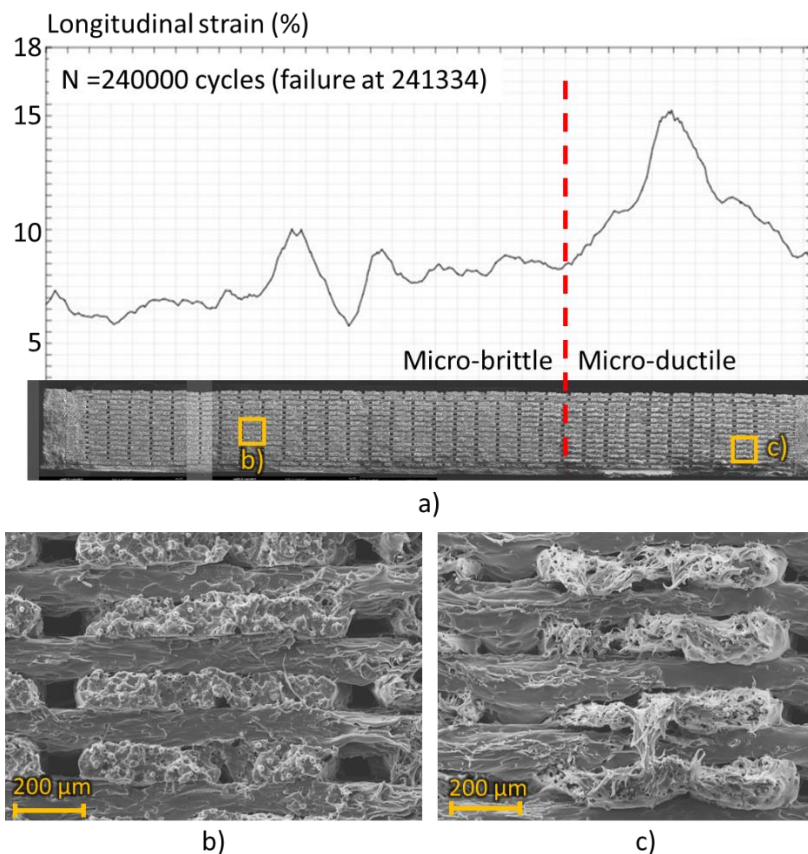 Longitudinal strain (%)
18
N =240000 cycles (failure at 241334)
15
10
5
Micro-brittle
Micro-ductile
b)
c)
a)
200 µm
200 µm
b)
c)